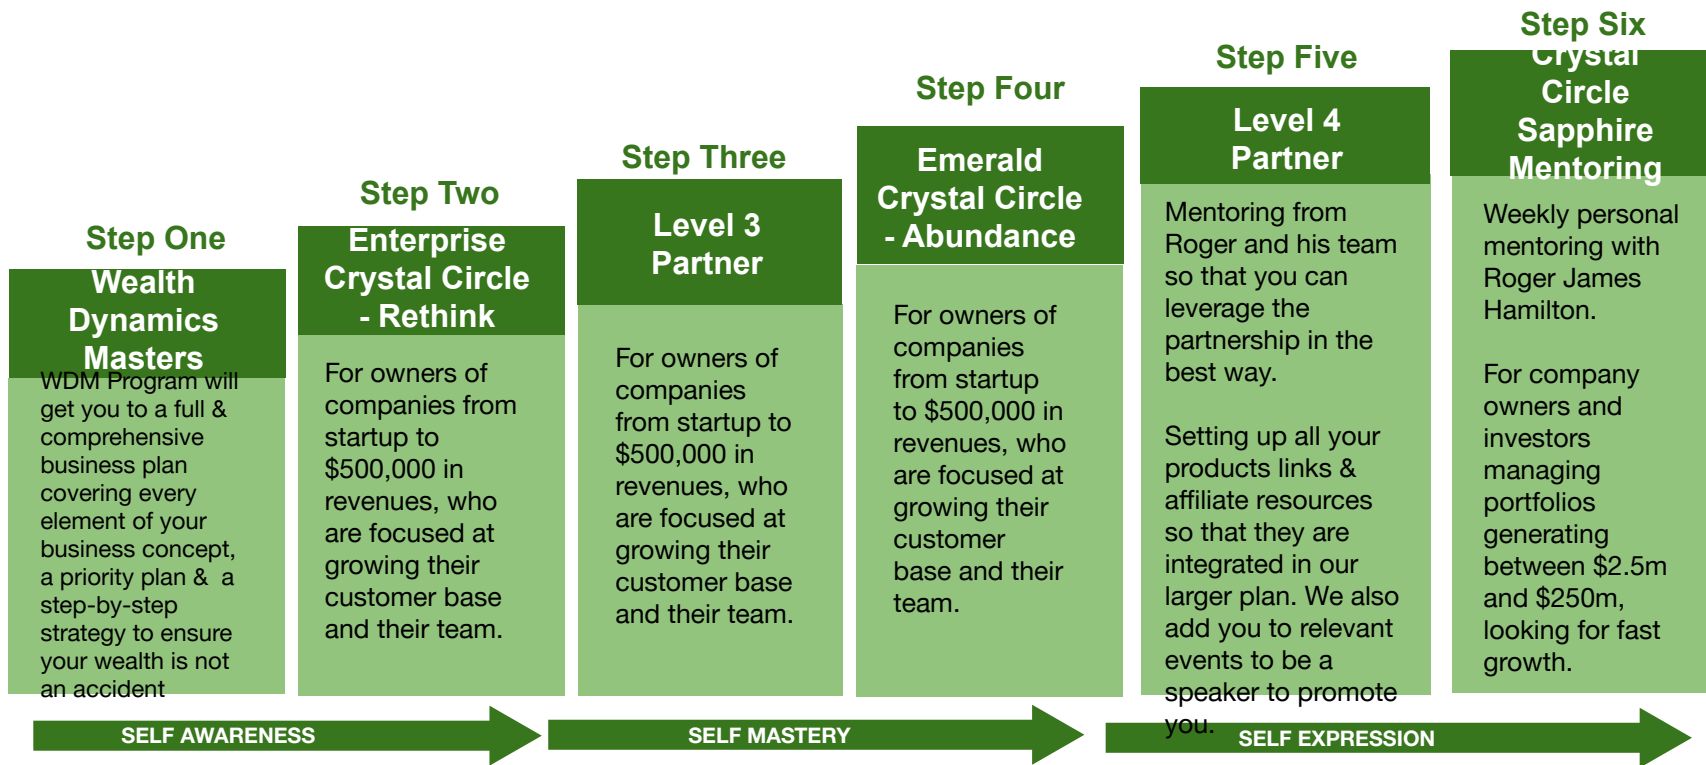 Step One
Wealth
Dynamics
Masters
WDM Program will
get you to a full &
comprehensive
business plan
covering every
element of your
business concept,
a priority plan & a
step-by-step
strategy to ensure
your wealth is not
an accident
Step Two
Enterprise
Crystal Circle
- Rethink
For owners of
companies from
startup to
$500,000 in
revenues, who
are focused at
growing their
customer base
and their team.
Step Three
Level 3
Partner
For owners of
companies
from startup to
$500,000 in
revenues, who
are focused at
growing their
customer base
and their team.
Step Four
Emerald
Crystal Circle
- Abundance
For owners of
companies
from startup
to $500,000 in
revenues, who
are focused at
growing their
customer
base and their
team.
Step Five
Level 4
Partner
Mentoring from
Roger and his team
so that you can
leverage the
partnership in the
best way.
Setting up all your
products links &
affiliate resources
so that they are
integrated in our
larger plan. We also
add you to relevant
events to be a
speaker to promote
you.
Step Six
Crystal
Circle
Sapphire
Mentoring
Weekly personal
mentoring with
Roger James
Hamilton.
For company
owners and
investors
managing
portfolios
generating
between $2.5m
and $250m,
looking for fast
growth.
SELF AWARENESS
SELF MASTERY
SELF EXPRESSION